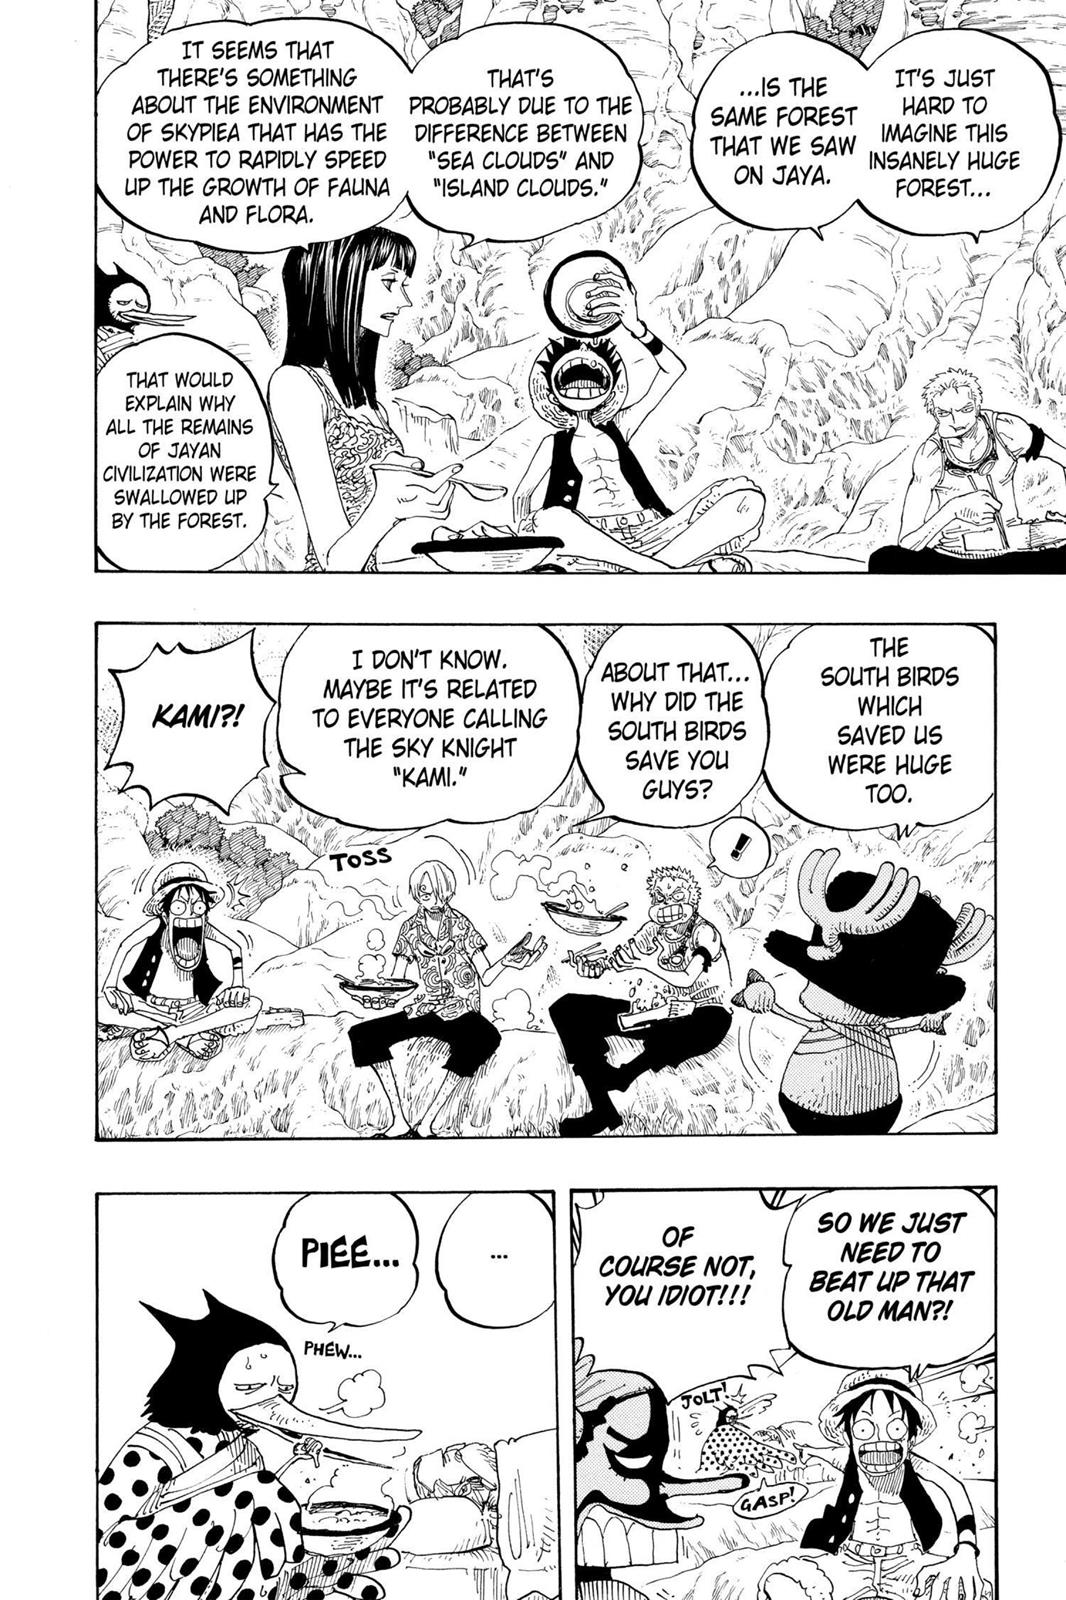 IT'S JUST
HARD TO
IMAGINE THIS
INSANELY HUGE
FOREST...
...IS THE
SAME FOREST
THAT WE SAW
ON JAYA.
THAT'S
PROBABLY DUE TO THE
DIFFERENCE BETWEEN
"SEA CLOUDS" AND
"ISLAND CLOUDS."
IT SEEMS THAT
THERE'S SOMETHING
ABOUT THE ENVIRONMENT
OF SKYPIEA THAT HAS THE
POWER TO RAPIDLY SPEED
UP THE GROWTH OF FAUNA
AND FLORA.
THAT WOULD
EXPLAIN WHY
ALL THE REMAINS
OF JAYAN
CIVILIZATION WERE
SWALLOWED UP
BY THE FOREST.
THE
SOUTH BIRDS
WHICH
SAVED US
WERE HUGE
TOO.
!
ABOUT THAT...
WHY DID THE
SOUTH BIRDS
SAVE YOU
GUYS?
I DON'T KNOW.
MAYBE IT'S RELATED
TO EVERYONE CALLING
THE SKY KNIGHT
"KAMI."
TOSS
KAMI?!
SO WE JUST
NEED TO
BEAT UP THAT
OLD MAN?!
OF
COURSE NOT,
YOU IDIOT!!!
JOLT!
GASP!
...
PIEE...
PHEW...